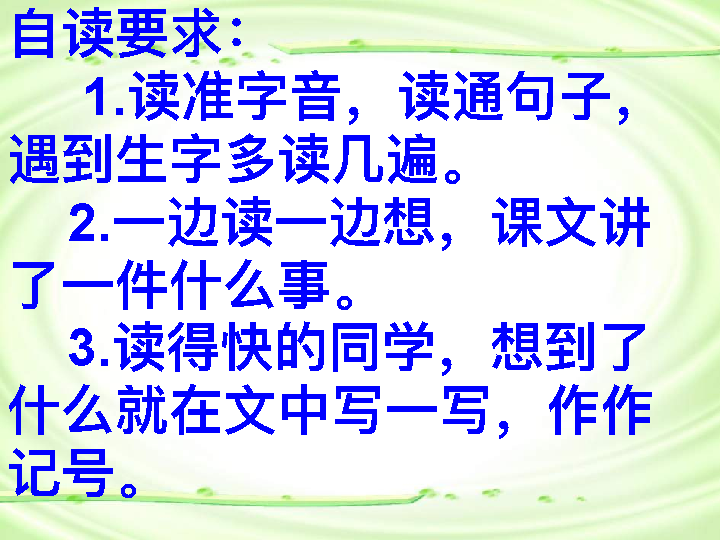 自读要求：
1.读准字音，读通句子，
遇到生字多读几遍。
2.一边读一边想，课文讲
了一件什么事。
3.读得快的同学，想到了
什么就在文中写一写，作作
记号。